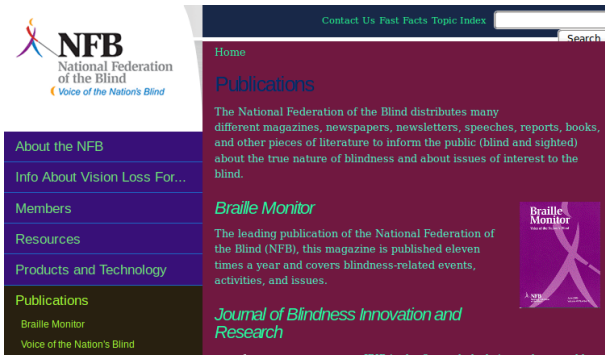 NFB
National Federation
of the Blind
Voice of the Nation's Blind
Contact Us Fast Facts Topic Index
Search
About the NFB
Info About Vision Loss For...
Members
Resources
Products and Technology
Publications
Braille Monitor
Voice of the Nation's Blind
Home
Publications
The National Federation of the Blind distributes many
different magazines, newspapers, newsletters, speeches, reports, books,
and other pieces of literature to inform the public (blind and sighted)
about the true nature of blindness and about issues of interest to the
blind.
Braille Monitor
The leading publication of the National Federation of
the Blind (NFB), this magazine is published eleven
times a year and covers blindness-related events,
activities, and issues.
Braille
Monitor
Voice of the Nation's Blind
NFB
Journal of Blindness Innovation and
Research